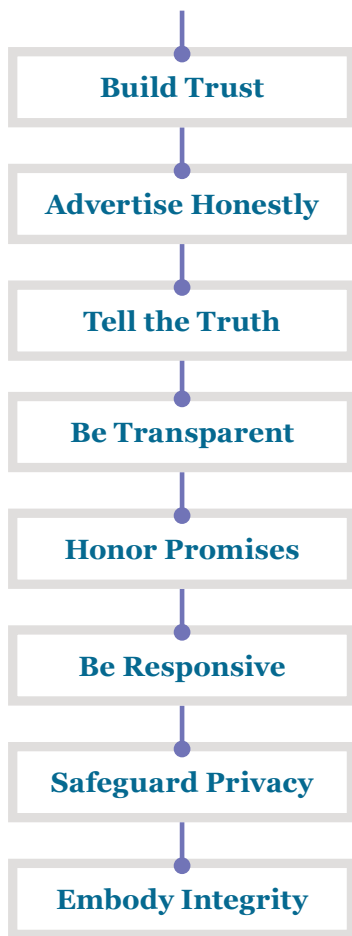 Build Trust
Advertise Honestly
Tell the Truth
Be Transparent
Honor Promises
Be Responsive
Safeguard Privacy
Embody Integrity